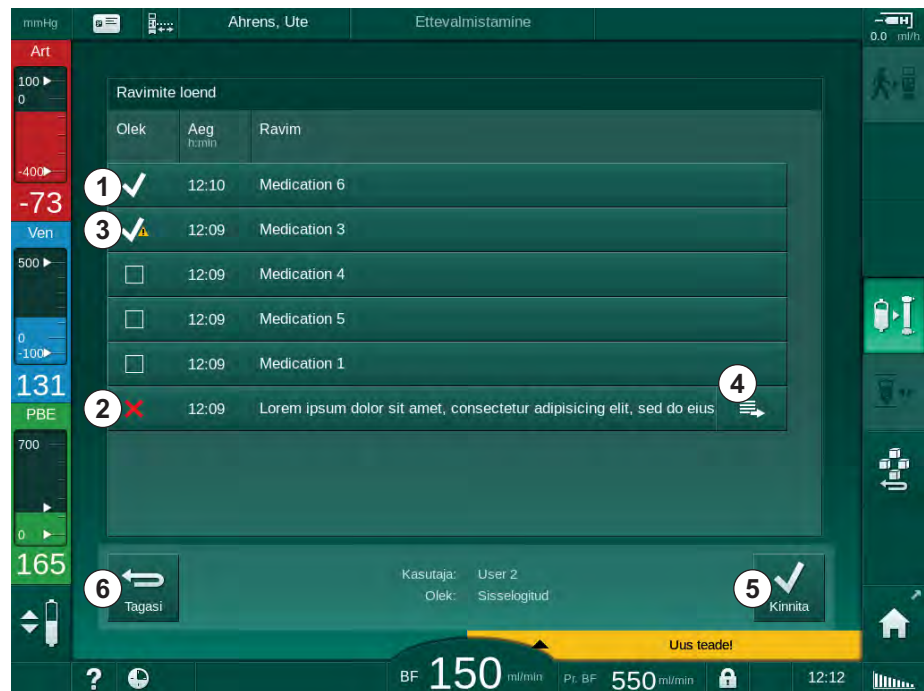 mmHg
Ahrens, Ute
Ettevalmistamine
0.0 ml/h
Art
100
0
-400
-73
Ven
500
0
-100
131
PBE
700
0
165
Ravimite loend
Olek Aeg Ravim
h:min
1 12:10 Medication 6
3 12:09 Medication 3
12:09 Medication 4
12:09 Medication 5
12:09 Medication 1
4
2 12:09 Lorem ipsum dolor sit amet, consectetur adipisicing elit, sed do eius
6 Tagasi
Kasutaja: User 2
Olek: Sisselogitud
5 Kinnita
Uus teade!
? BF 150 ml/min Pr. BF 550 ml/min 12:12